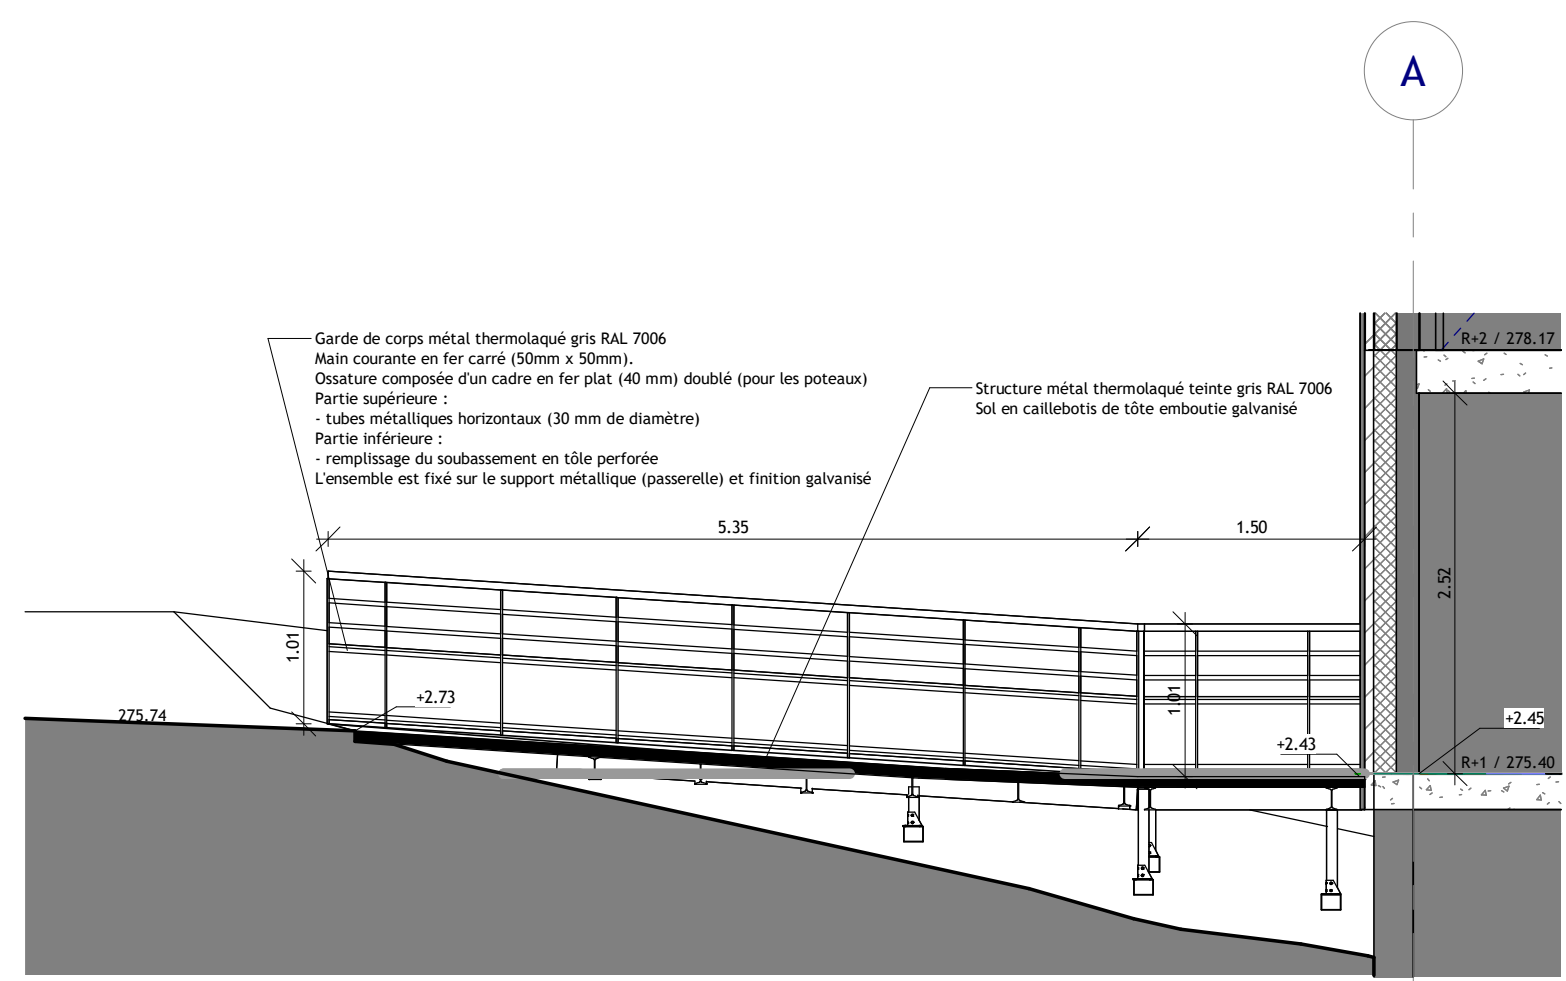 A
Garde de corps métal thermolaqué gris RAL 7006
Main courante en fer carré (50mm x 50mm).
Ossature composée d'un cadre en fer plat (40 mm) doublé (pour les poteaux)
Partie supérieure :
- tubes métalliques horizontaux (30 mm de diamètre)
Partie inférieure :
- remplissage du soubassement en tôle perforée
L'ensemble est fixé sur le support métallique (passerelle) et finition galvanisé
Structure métal thermolaqué teinte gris RAL 7006
Sol en caillebotis de tôte emboutie galvanisé
R+2 / 278.17
5.35
1.50
2.52
1.01
1.01
+2.73
275.74
+2.43
+2.45
R+1 / 275.40